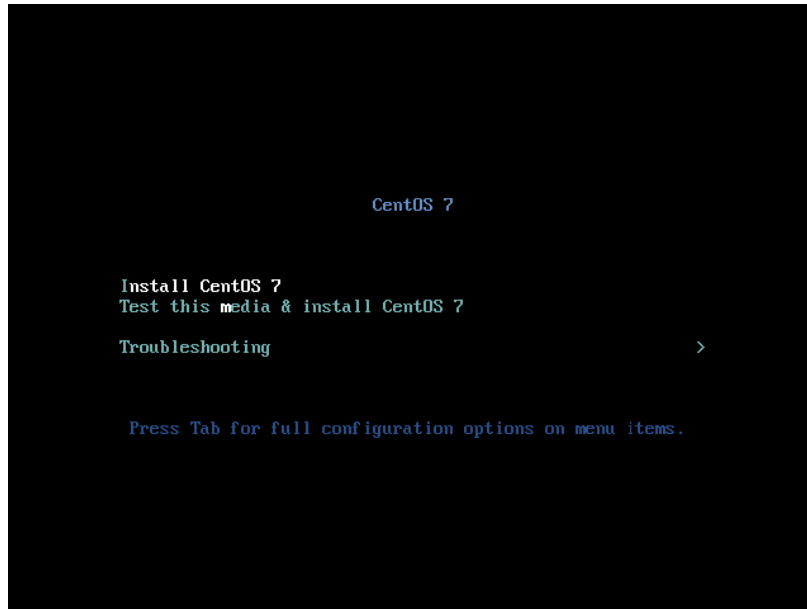 CentOS 7
Install CentOS 7
Test this media & install CentOS 7
Troubleshooting >
Press Tab for full configuration options on menu items.